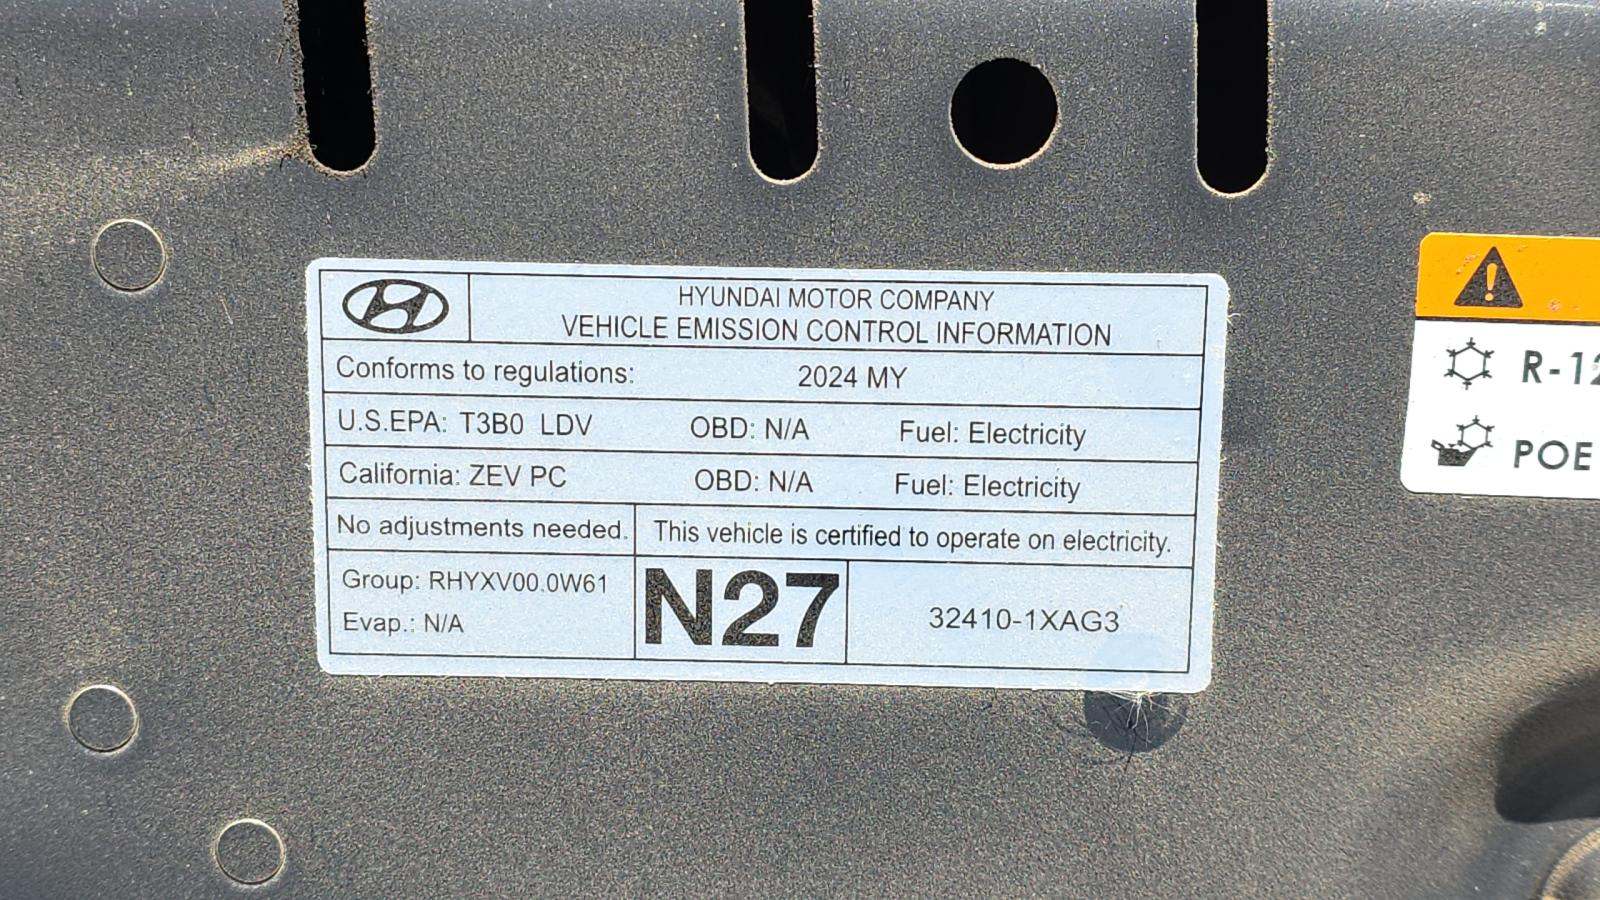 HYUNDAI MOTOR COMPANY
VEHICLE EMISSION CONTROL INFORMATION
Conforms to regulations: 2024 MY
U.S.EPA: T3B0 LDV OBD: N/A Fuel: Electricity
California: ZEV PC OBD: N/A Fuel: Electricity
No adjustments needed. This vehicle is certified to operate on electricity.
Group: RHYXV00.0W61
Evap.: N/A
N27
32410-1XAG3
R-12
POE